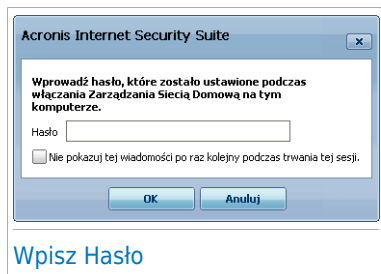 Acronis Internet Security Suite
Wprowadź hasło, które zostało ustawione podczas
włączania Zarządzania Siecią Domową na tym
komputerze.
Hasło
Nie pokazuj tej wiadomości po raz kolejny podczas trwania tej sesji.
OK
Anuluj
Wpisz Hasło